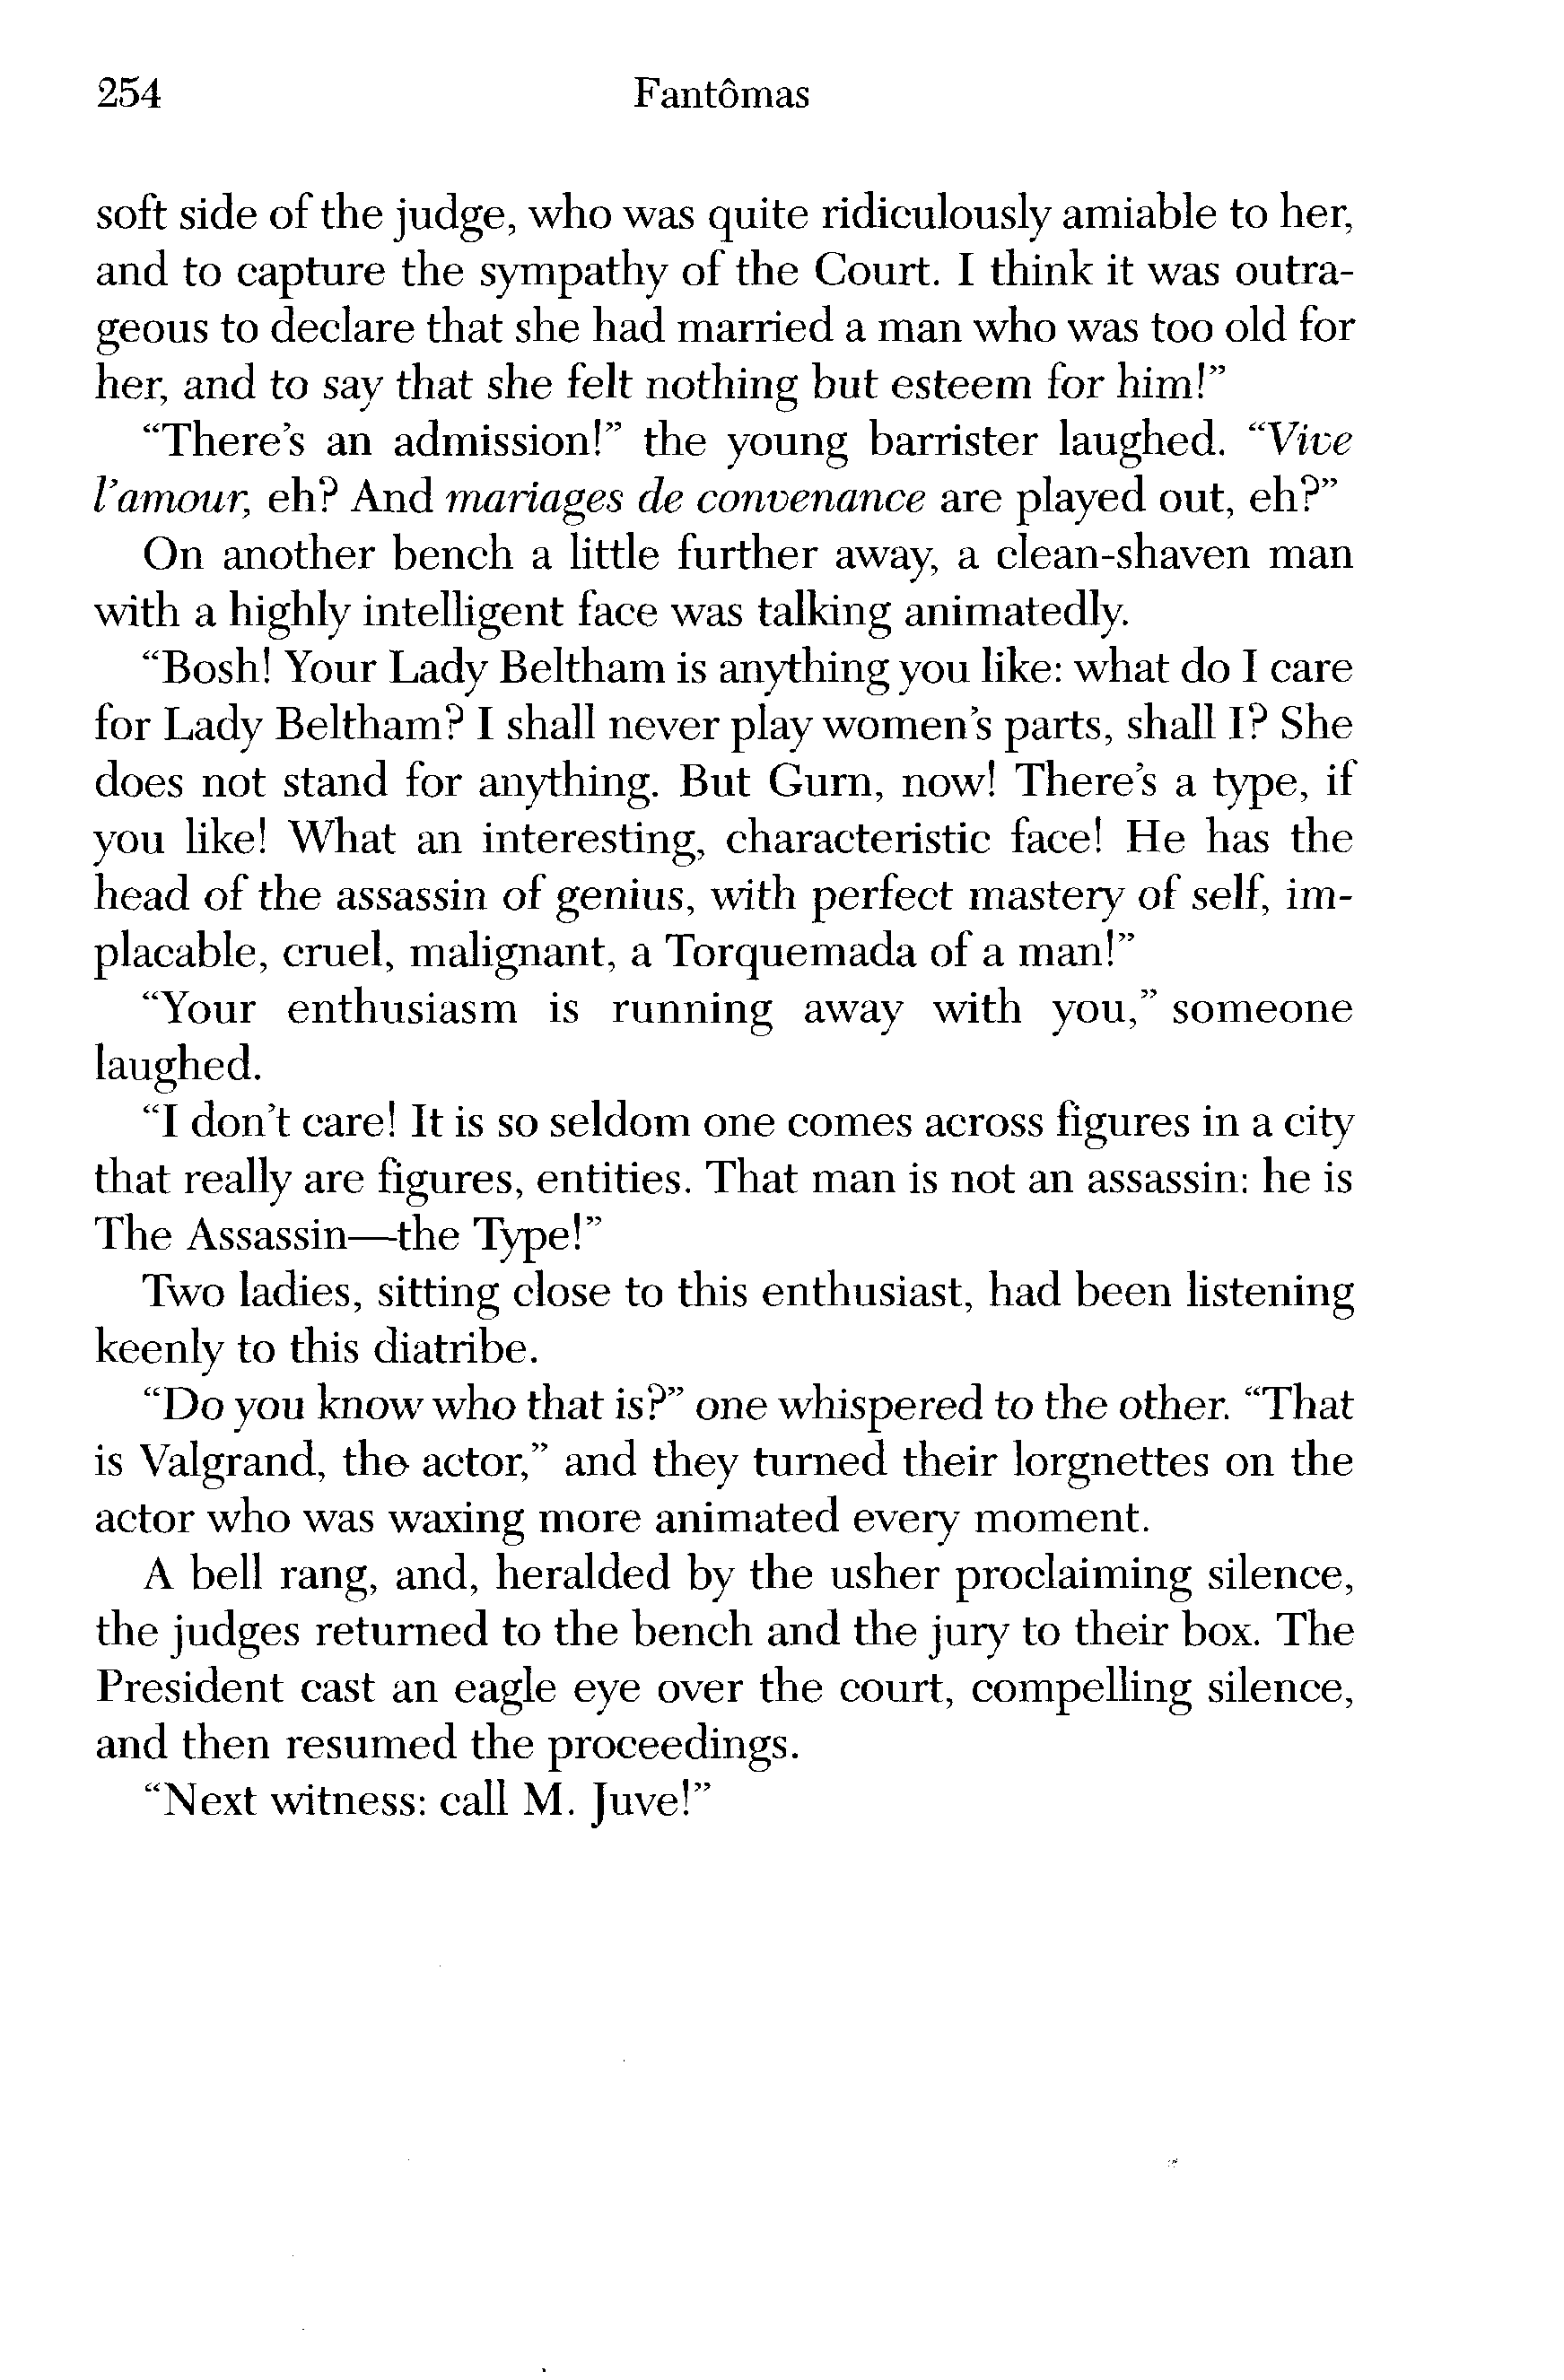 254 Fantômas
soft side of the judge, who was quite ridiculously amiable to her,
and to capture the sympathy of the Court. I think it was outra-
geous to declare that she had married a man who was too old for
her, and to say that she felt nothing but esteem for him!”
“There’s an admission!” the young barrister laughed. “Vive
l’amour, eh? And mariages de convenance are played out, eh?”
On another bench a little further away, a clean-shaven man
with a highly intelligent face was talking animatedly.
“Bosh! Your Lady Beltham is anything you like: what do I care
for Lady Beltham? I shall never play women’s parts, shall I? She
does not stand for anything. But Gurn, now! There’s a type, if
you like! What an interesting, characteristic face! He has the
head of the assassin of genius, with perfect mastery of self, im-
placable, cruel, malignant, a Torquemada of a man!”
“Your enthusiasm is running away with you,” someone
laughed.
“I don’t care! It is so seldom one comes across figures in a city
that really are figures, entities. That man is not an assassin: he is
The Assassin—the Type!”
Two ladies, sitting close to this enthusiast, had been listening
keenly to this diatribe.
“Do you know who that is?” one whispered to the other. “That
is Valgrand, the actor,” and they turned their lorgnettes on the
actor who was waxing more animated every moment.
A bell rang, and, heralded by the usher proclaiming silence,
the judges returned to the bench and the jury to their box. The
President cast an eagle eye over the court, compelling silence,
and then resumed the proceedings.
“Next witness: call M. Juve!”